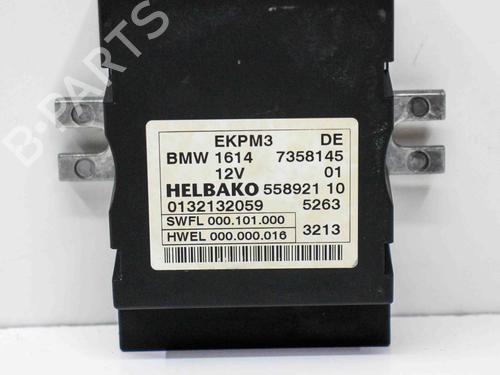 B-PARTS
EKPM3 DE
BMW 1614 7358145
12V 01
HELBAKO 558921 10
0132132059 5263
SWFL 000.101.000
HWEL 000.000.016 3213